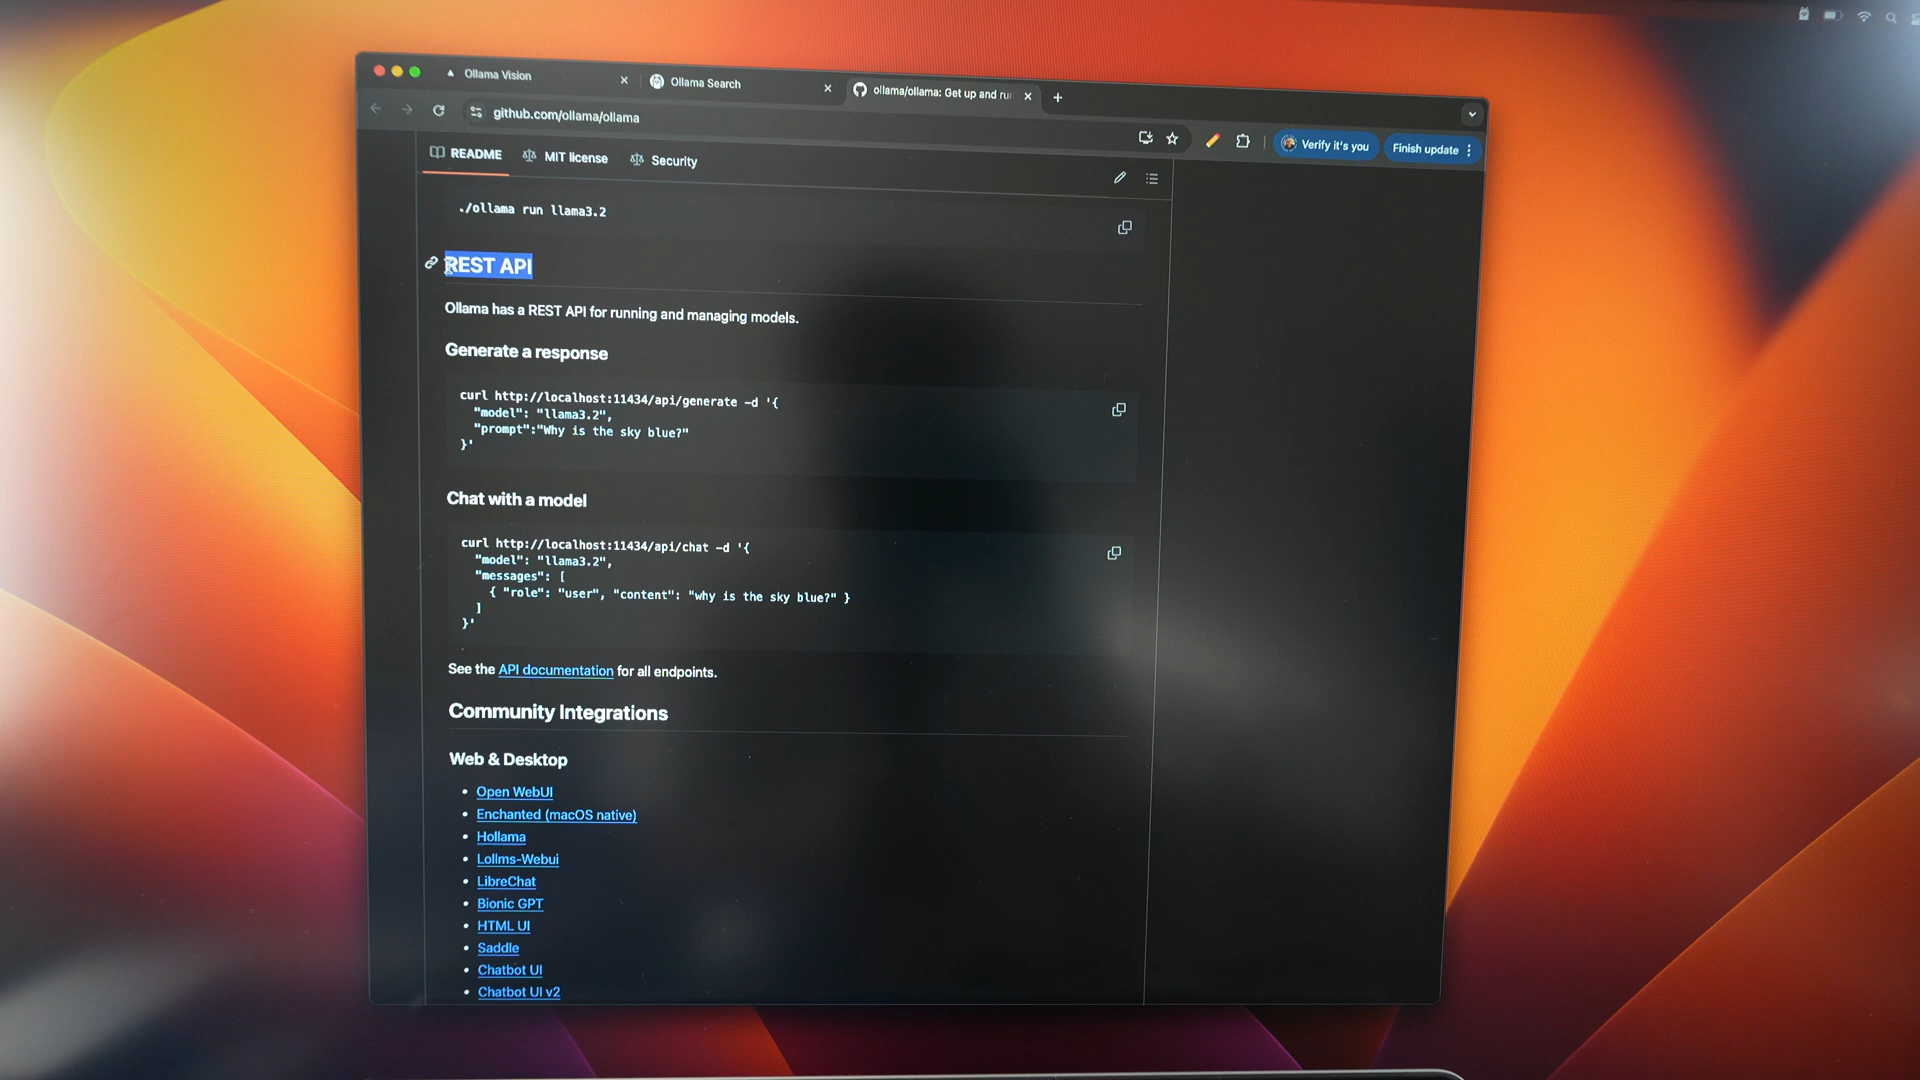 Ollama Vision
Ollama Search
ollama/ollama: Get up and rur
github.com/ollama/ollama
Verify it's you
Finish update
README
MIT license
Security
./ollama run llama3.2
REST API
Ollama has a REST API for running and managing models.
Generate a response
curl http://localhost:11434/api/generate -d '{
"model": "llama3.2",
"prompt":"Why is the sky blue?"
}'
Chat with a model
curl http://localhost:11434/api/chat -d '{
"model": "llama3.2",
"messages": [
{ "role": "user", "content": "why is the sky blue?" }
]
}'
See the API documentation for all endpoints.
Community Integrations
Web & Desktop
• Open WebUI
• Enchanted (macOS native)
• Hollama
• Lollms-Webui
• LibreChat
• Bionic GPT
• HTML UI
• Saddle
• Chatbot UI
• Chatbot UI v2